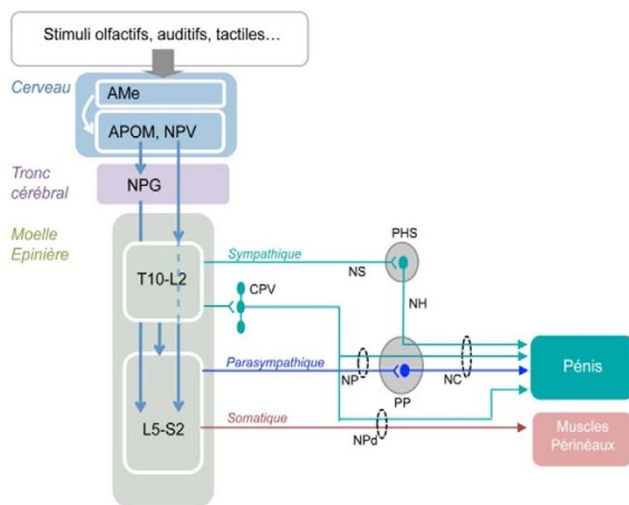 Stimuli olfactifs, auditifs, tactiles…
Cerveau
AMe
APOM, NPV
Tronc
cérébral
NPG
Moelle
Epinière
PHS
Sympathique
NS
T10-L2
CPV
NH
Parasympathique
NP
PP
NC
Pénis
L5-S2
Somatique
NPd
Muscles
Périnéaux